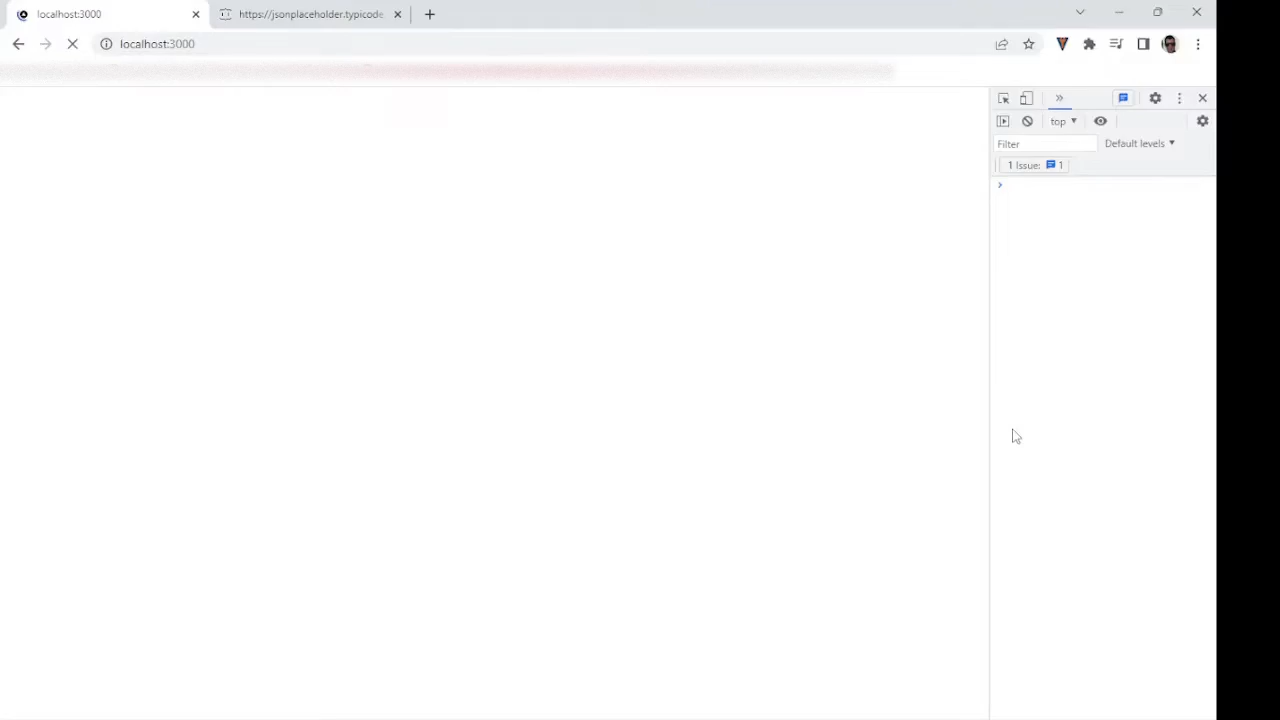 localhost:3000
https://jsonplaceholder.typicode
localhost:3000
top
Filter
Default levels
1 Issue: 1